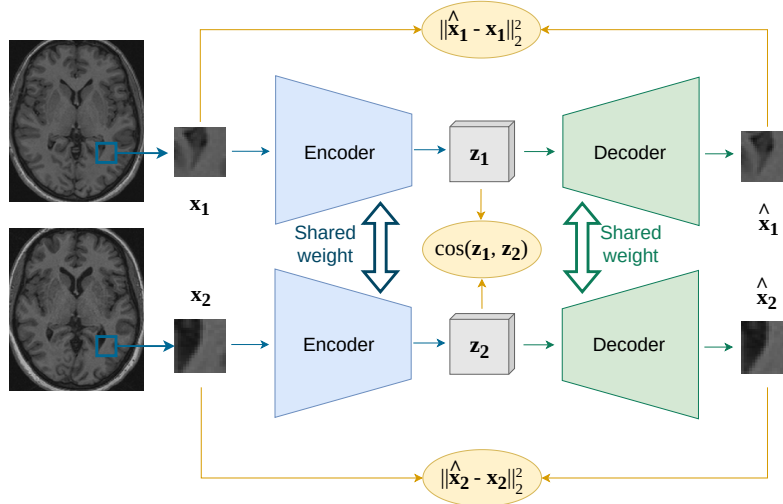 ||x̂₁ - x₁||₂²
Encoder
z₁
Decoder
x₁
x̂₁
Shared
weight
cos(z₁, z₂)
Shared
weight
x₂
x̂₂
Encoder
z₂
Decoder
||x̂₂ - x₂||₂²